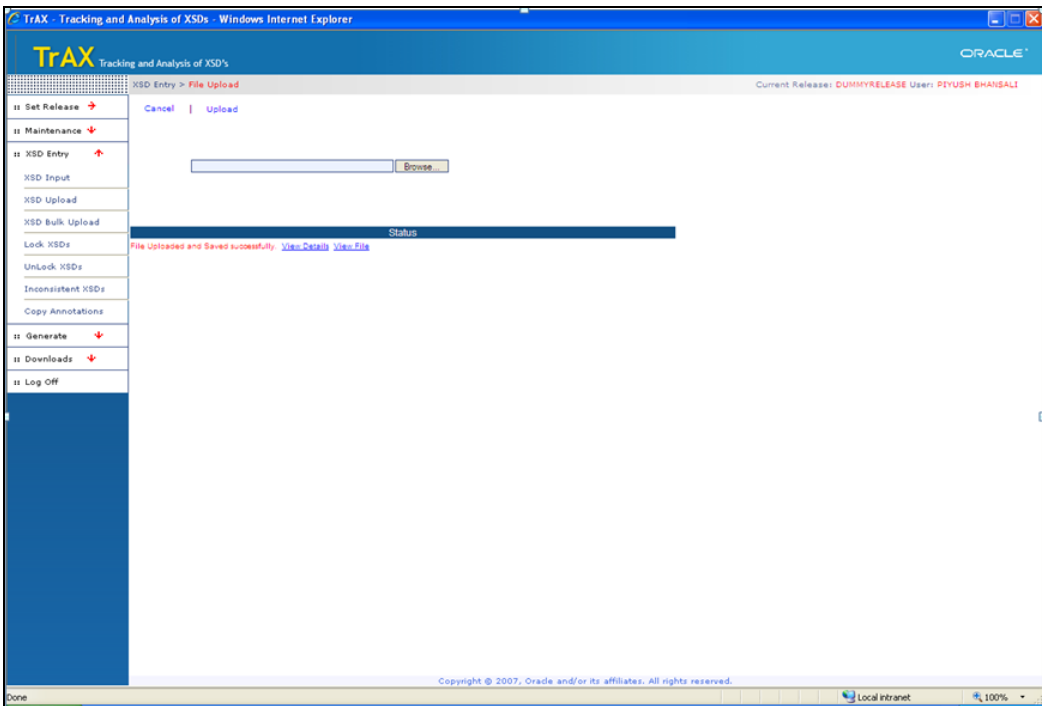 TrAX - Tracking and Analysis of XSDs - Windows Internet Explorer
TrAX Tracking and Analysis of XSD's
ORACLE
XSD Entry > File Upload
Current Release: DUMMYRELEASE User: PIYUSH BHANSALI
:: Set Release
Cancel | Upload
:: Maintenance
:: XSD Entry
Browse...
XSD Input
XSD Upload
XSD Bulk Upload
Status
Lock XSDs
File Uploaded and Saved successfully. View Details View File
UnLock XSDs
Inconsistent XSDs
Copy Annotations
:: Generate
:: Downloads
:: Log Off
Copyright © 2007, Oracle and/or its affiliates. All rights reserved.
Done
Local intranet
100%